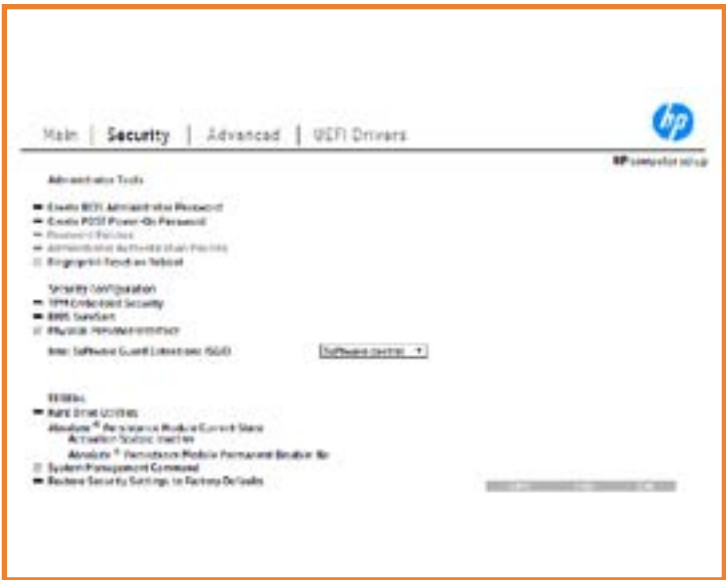 hp
Main | Security | Advanced | UEFI Drivers
HP computer setup
Administrator Tools
Create BIOS Administrator Password
Create POST Power-On Password
Password Policies
Administrator Authentication Policies
Fingerprint Reset on Reboot
Security Configuration
TPM Embedded Security
BIOS SureStart
Physical Presence Interface
Intel Software Guard Extensions (SGX)
Software control
Utilities
Hard Drive Utilities
Absolute® Persistence Module Current State
Activation Status: Inactive
Absolute® Persistence Module Permanent Disable: No
System Management Command
Restore Security Settings to Factory Defaults